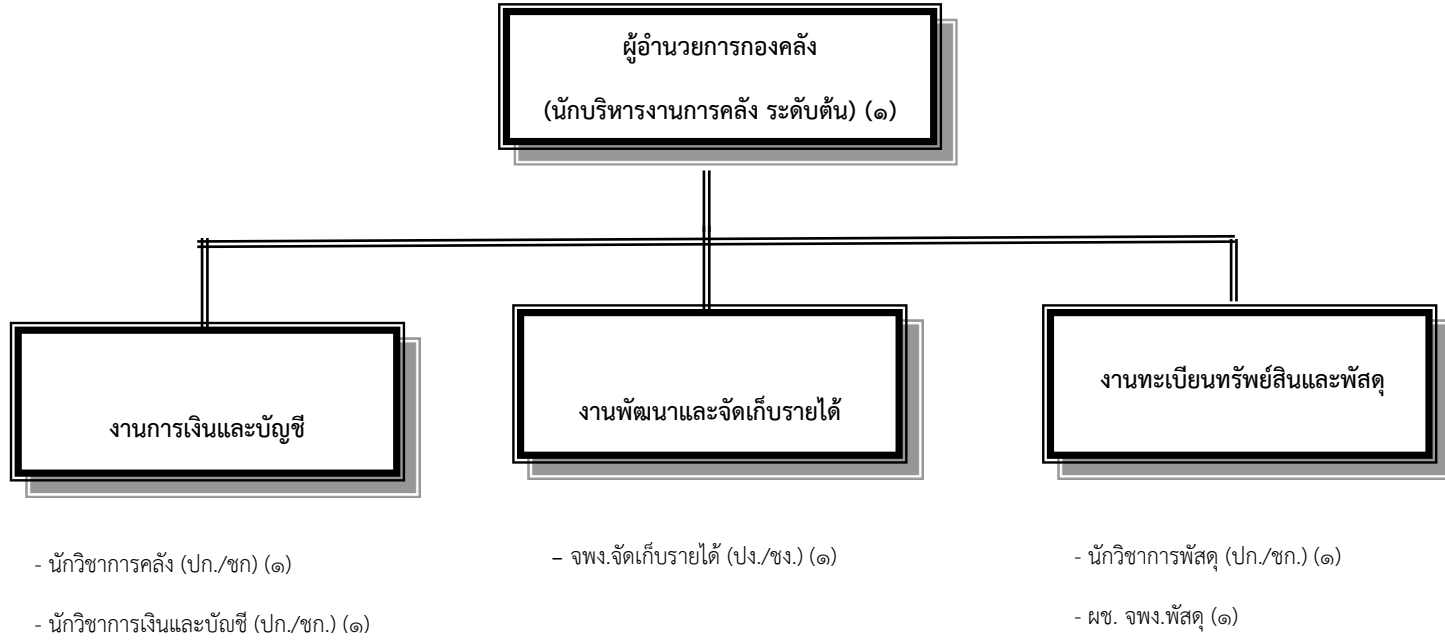 ผู้อำนวยการกองคลัง
(นักบริหารงานการคลัง ระดับต้น) (๑)
งานการเงินและบัญชี
งานพัฒนาและจัดเก็บรายได้
งานทะเบียนทรัพย์สินและพัสดุ
- นักวิชาการคลัง (ปก./ชก) (๑)
- นักวิชาการเงินและบัญชี (ปก./ชก.) (๑)
– จพง.จัดเก็บรายได้ (ปง./ชง.) (๑)
- นักวิชาการพัสดุ (ปก./ชก.) (๑)
- ผช. จพง.พัสดุ (๑)